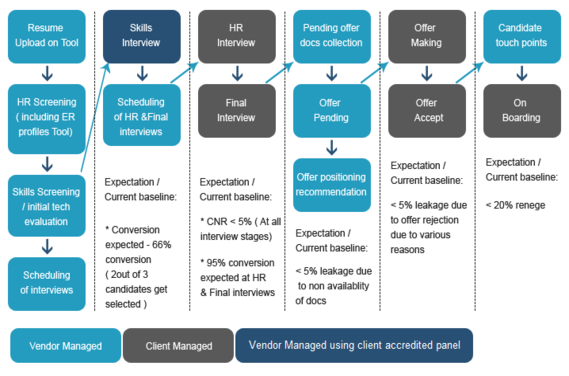 Resume
Upload on Tool
HR Screening
( including ER
profiles Tool)
Skills Screening
/ initial tech
evaluation
Scheduling
of interviews
Skills
Interview
Scheduling
of HR &Final
interviews
Expectation /
Current baseline:
* Conversion
expected - 66%
conversion
( 2out of 3
candidates get
selected )
HR
Interview
Final
Interview
Expectation /
Current baseline:
* CNR < 5% ( At all
interview stages)
* 95% conversion
expected at HR
& Final interviews
Pending offer
docs collection
Offer
Pending
Offer positioning
recommendation
Expectation /
Current baseline:
< 5% leakage due
to non availablity
of docs
Offer
Making
Offer
Accept
Expectation /
Current baseline:
< 5% leakage due
to offer rejection
due to various
reasons
Candidate
touch points
On
Boarding
Expectation /
Current baseline:
< 20% renege
Vendor Managed
Client Managed
Vendor Managed using client accredited panel